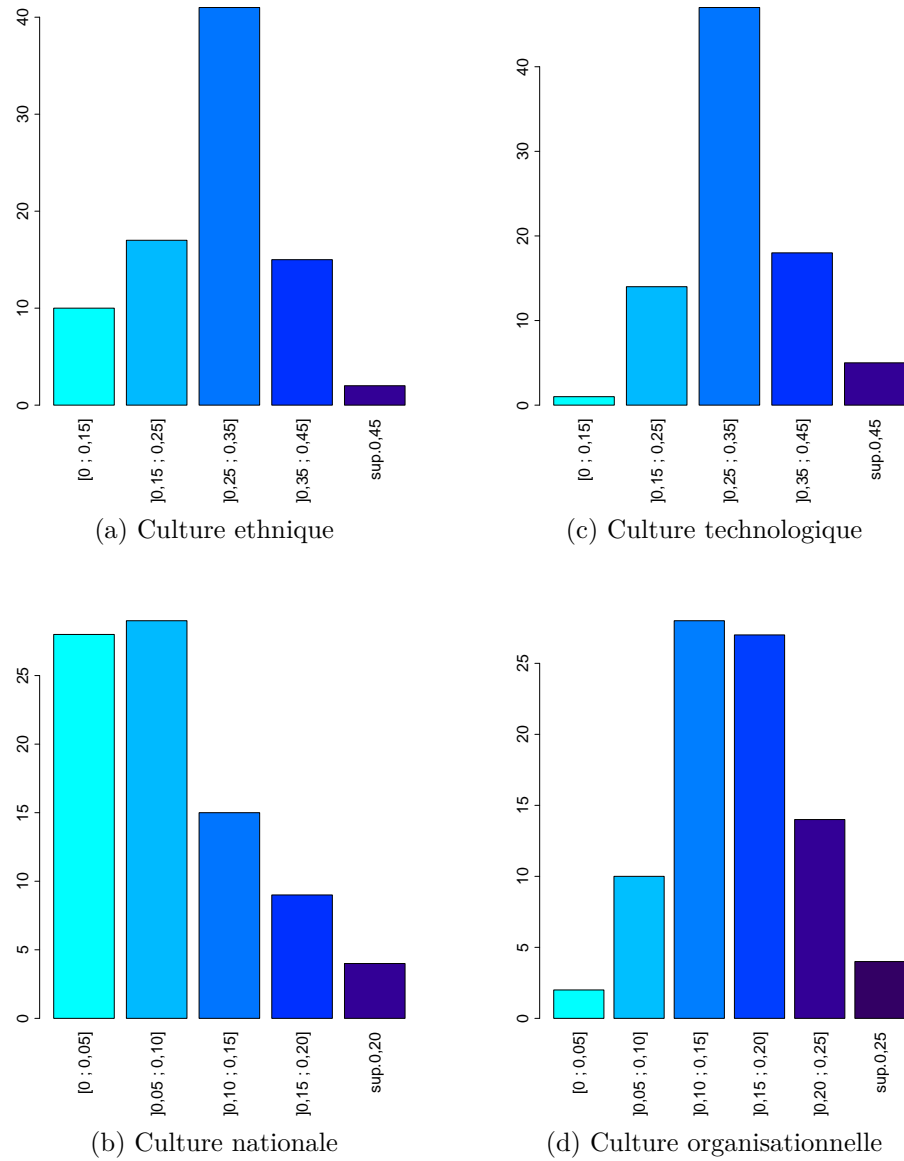 40
30
20
10
0
[0 ; 0,15]
]0,15 ; 0,25]
]0,25 ; 0,35]
]0,35 ; 0,45]
sup.0,45
(a) Culture ethnique
40
30
20
10
0
[0 ; 0,15]
]0,15 ; 0,25]
]0,25 ; 0,35]
]0,35 ; 0,45]
sup.0,45
(c) Culture technologique
25
20
15
10
5
0
[0 ; 0,05]
]0,05 ; 0,10]
]0,10 ; 0,15]
]0,15 ; 0,20]
sup.0,20
(b) Culture nationale
25
20
15
10
5
0
[0 ; 0,05]
]0,05 ; 0,10]
]0,10 ; 0,15]
]0,15 ; 0,20]
]0,20 ; 0,25]
sup.0,25
(d) Culture organisationnelle